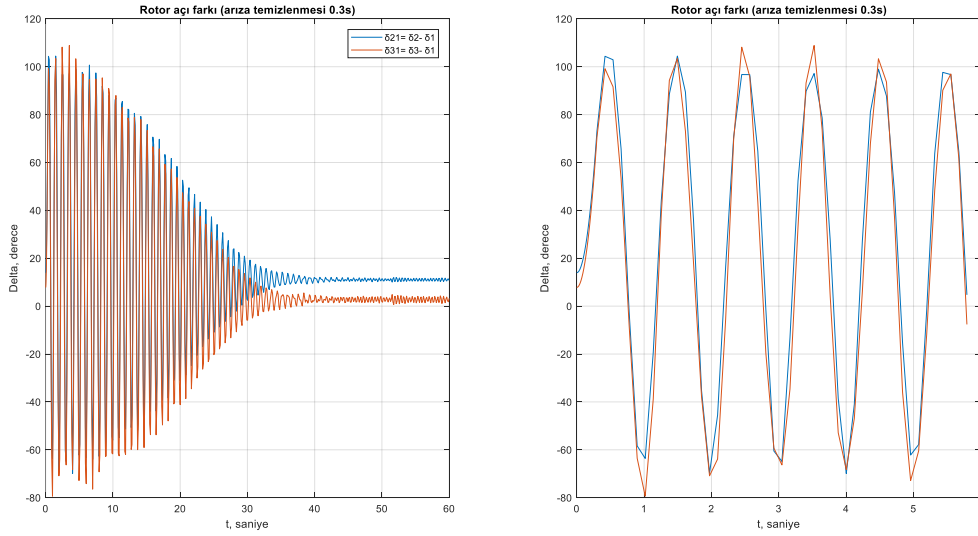 Rotor açı farkı (arıza temizlenmesi 0.3s)
δ21= δ2- δ1
δ31= δ3- δ1
120
100
80
60
40
20
0
-20
-40
-60
-80
Delta, derece
0 10 20 30 40 50 60
t, saniye
Rotor açı farkı (arıza temizlenmesi 0.3s)
120
100
80
60
40
20
0
-20
-40
-60
-80
Delta, derece
0 1 2 3 4 5
t, saniye